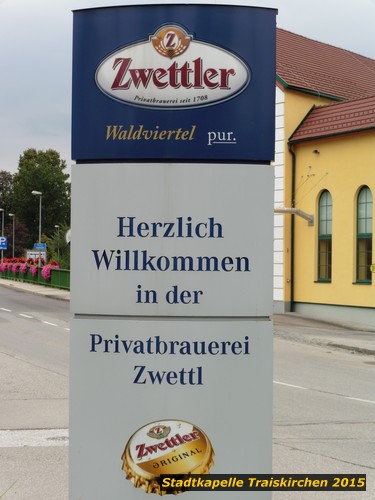 Z
Zwettler
Privatbrauerei seit 1708
Waldviertel pur.
Herzlich
Willkommen
in der
Privatbrauerei
Zwettl
Zwettler
ORIGINAL
Stadtkapelle Traiskirchen 2015
P